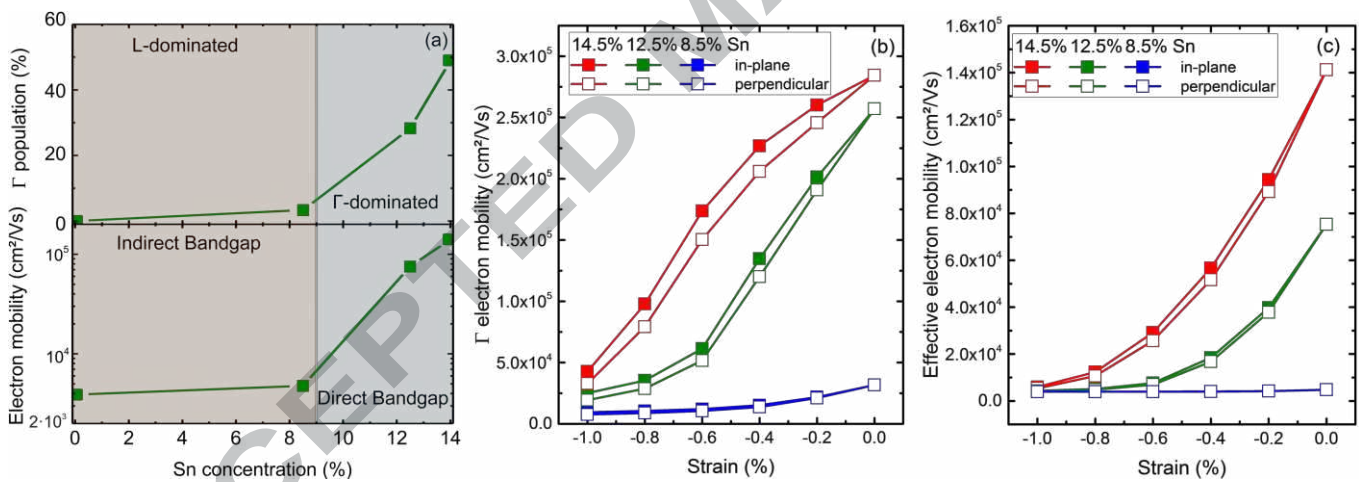 60
40
20
0
Γ population (%)
L-dominated
(a)
Γ-dominated
Indirect Bandgap
Direct Bandgap
10⁵
10⁴
2·10³
Electron mobility (cm²/Vs)
0 2 4 6 8 10 12 14
Sn concentration (%)
14.5% 12.5% 8.5% Sn
in-plane
perpendicular
(b)
3.0x10⁵
2.5x10⁵
2.0x10⁵
1.5x10⁵
1.0x10⁵
5.0x10⁴
0.0
Γ electron mobility (cm²/Vs)
-1.0 -0.8 -0.6 -0.4 -0.2 0.0
Strain (%)
14.5% 12.5% 8.5% Sn
in-plane
perpendicular
(c)
1.6x10⁵
1.4x10⁵
1.2x10⁵
1.0x10⁵
8.0x10⁴
6.0x10⁴
4.0x10⁴
2.0x10⁴
0.0
Effective electron mobility (cm²/Vs)
-1.0 -0.8 -0.6 -0.4 -0.2 0.0
Strain (%)
CEPTED MA